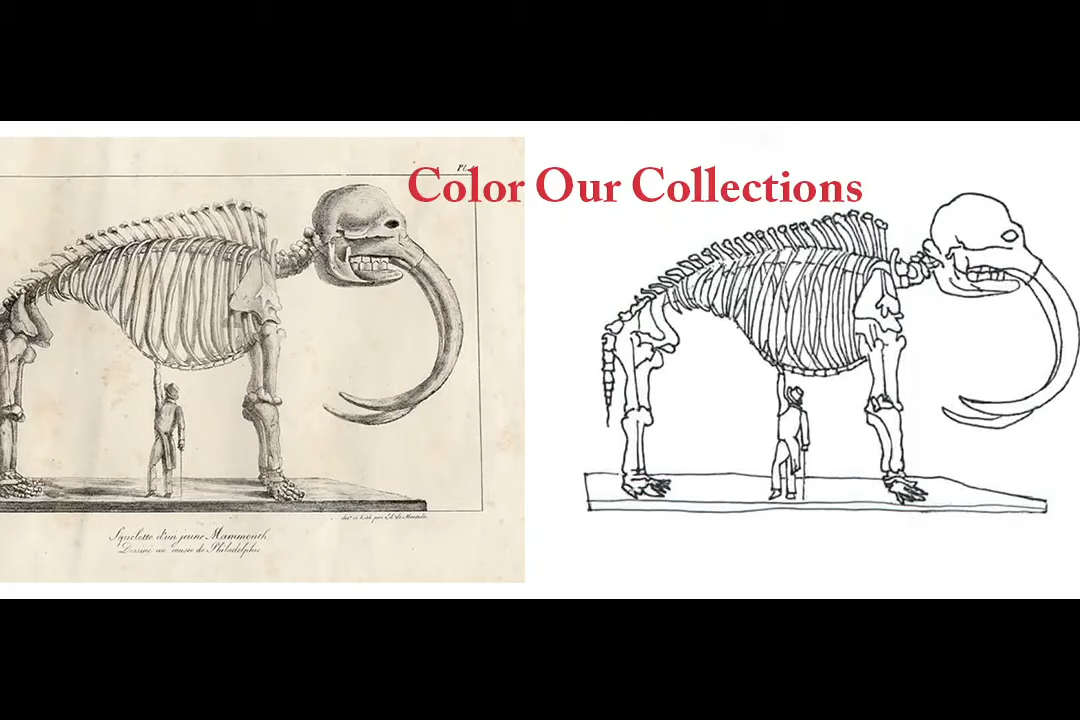 Color Our Collections
Squelette d'un jeune Mammouth
Dessiné au musée de Philadelphie